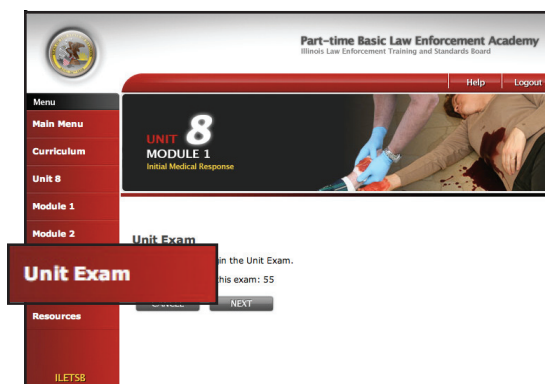 Part-time Basic Law Enforcement Academy
Illinois Law Enforcement Training and Standards Board
Help
Logout
Menu
Main Menu
Curriculum
Unit 8
Module 1
Module 2
Unit Exam
Resources
ILETSB
UNIT 8
MODULE 1
Initial Medical Response
Unit Exam
in the Unit Exam.
his exam: 55
CANCEL
NEXT